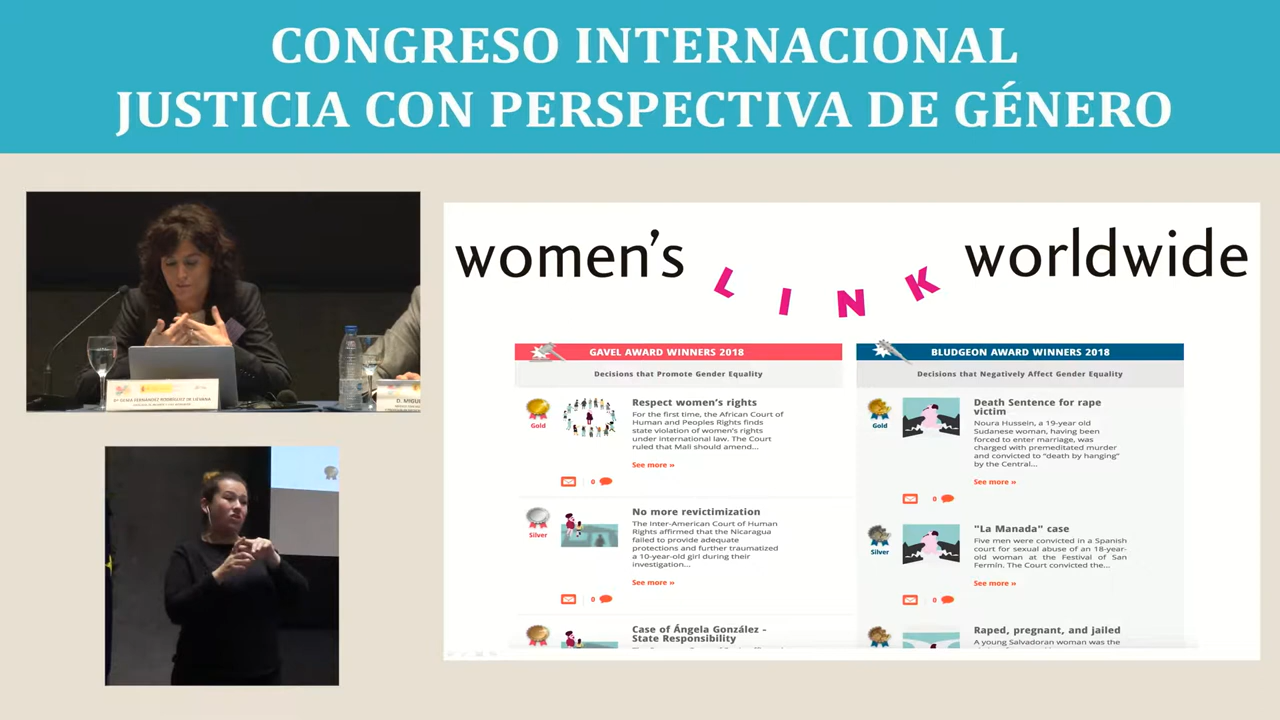 CONGRESO INTERNACIONAL
JUSTICIA CON PERSPECTIVA DE GÉNERO
D. MIGUE
women's LINK worldwide
GAVEL AWARD WINNERS 2018
Decisions that Promote Gender Equality
Gold
Respect women's rights
For the first time, the African Court of
Human and Peoples Rights finds
state violation of women's rights
under international law. The Court
ruled that Mali should amend...
See more »
0
Silver
No more revictimization
The Inter-American Court of Human
Rights affirmed that the Nicaragua
failed to provide adequate
protections and further traumatized
a 10-year-old girl during their
investigation...
See more »
0
Case of Ángela González –
State Responsibility
BLUDGEON AWARD WINNERS 2018
Decisions that Negatively Affect Gender Equality
Gold
Death Sentence for rape
victim
Noura Hussein, a 19-year old
Sudanese woman, having been
forced to enter marriage, was
charged with premeditated murder
and convicted to "death by hanging"
by the Central...
See more »
0
Silver
"La Manada" case
Five men were convicted in a Spanish
court for sexual abuse of an 18-year-
old woman at the Festival of San
Fermín. The Court convicted the...
See more »
0
Raped, pregnant, and jailed
A young Salvadoran woman was the